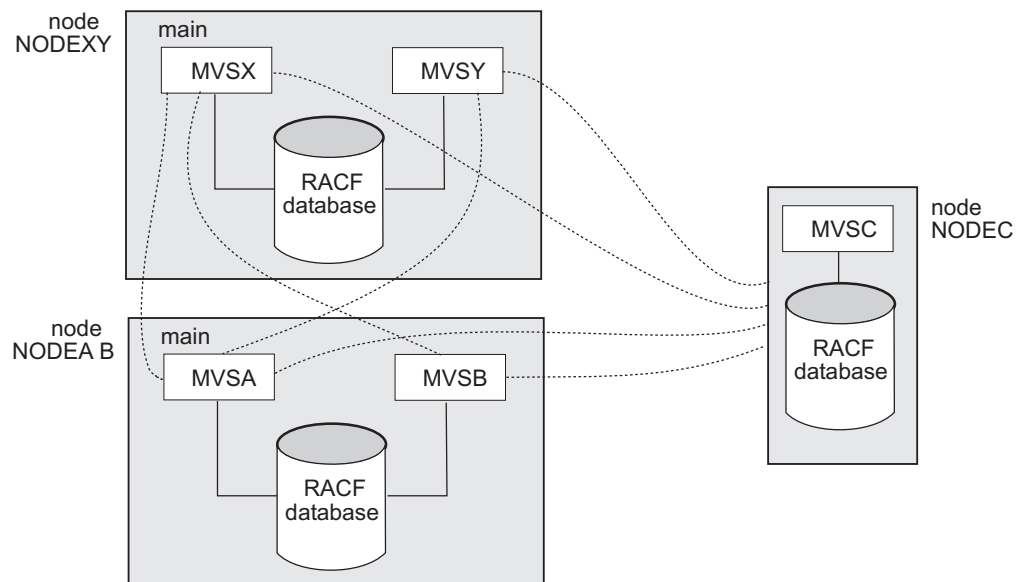 node
NODEXY
main
MVSX
MVSY
RACF
database
node
NODEC
MVSC
RACF
database
node
NODEA B
main
MVSA
MVSB
RACF
database